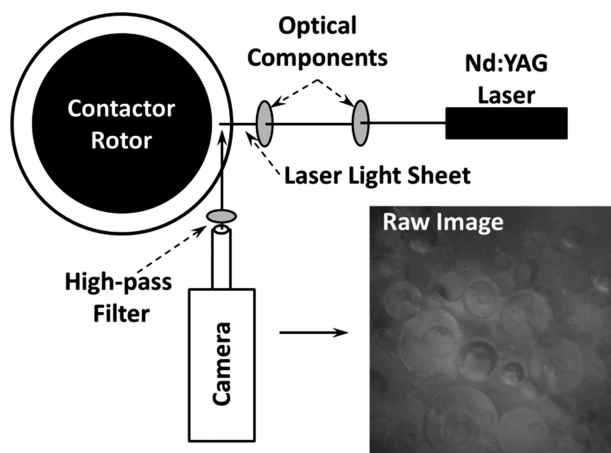 Optical
Components
Nd:YAG
Laser
Contactor
Rotor
Laser Light Sheet
Raw Image
High-pass
Filter
Camera